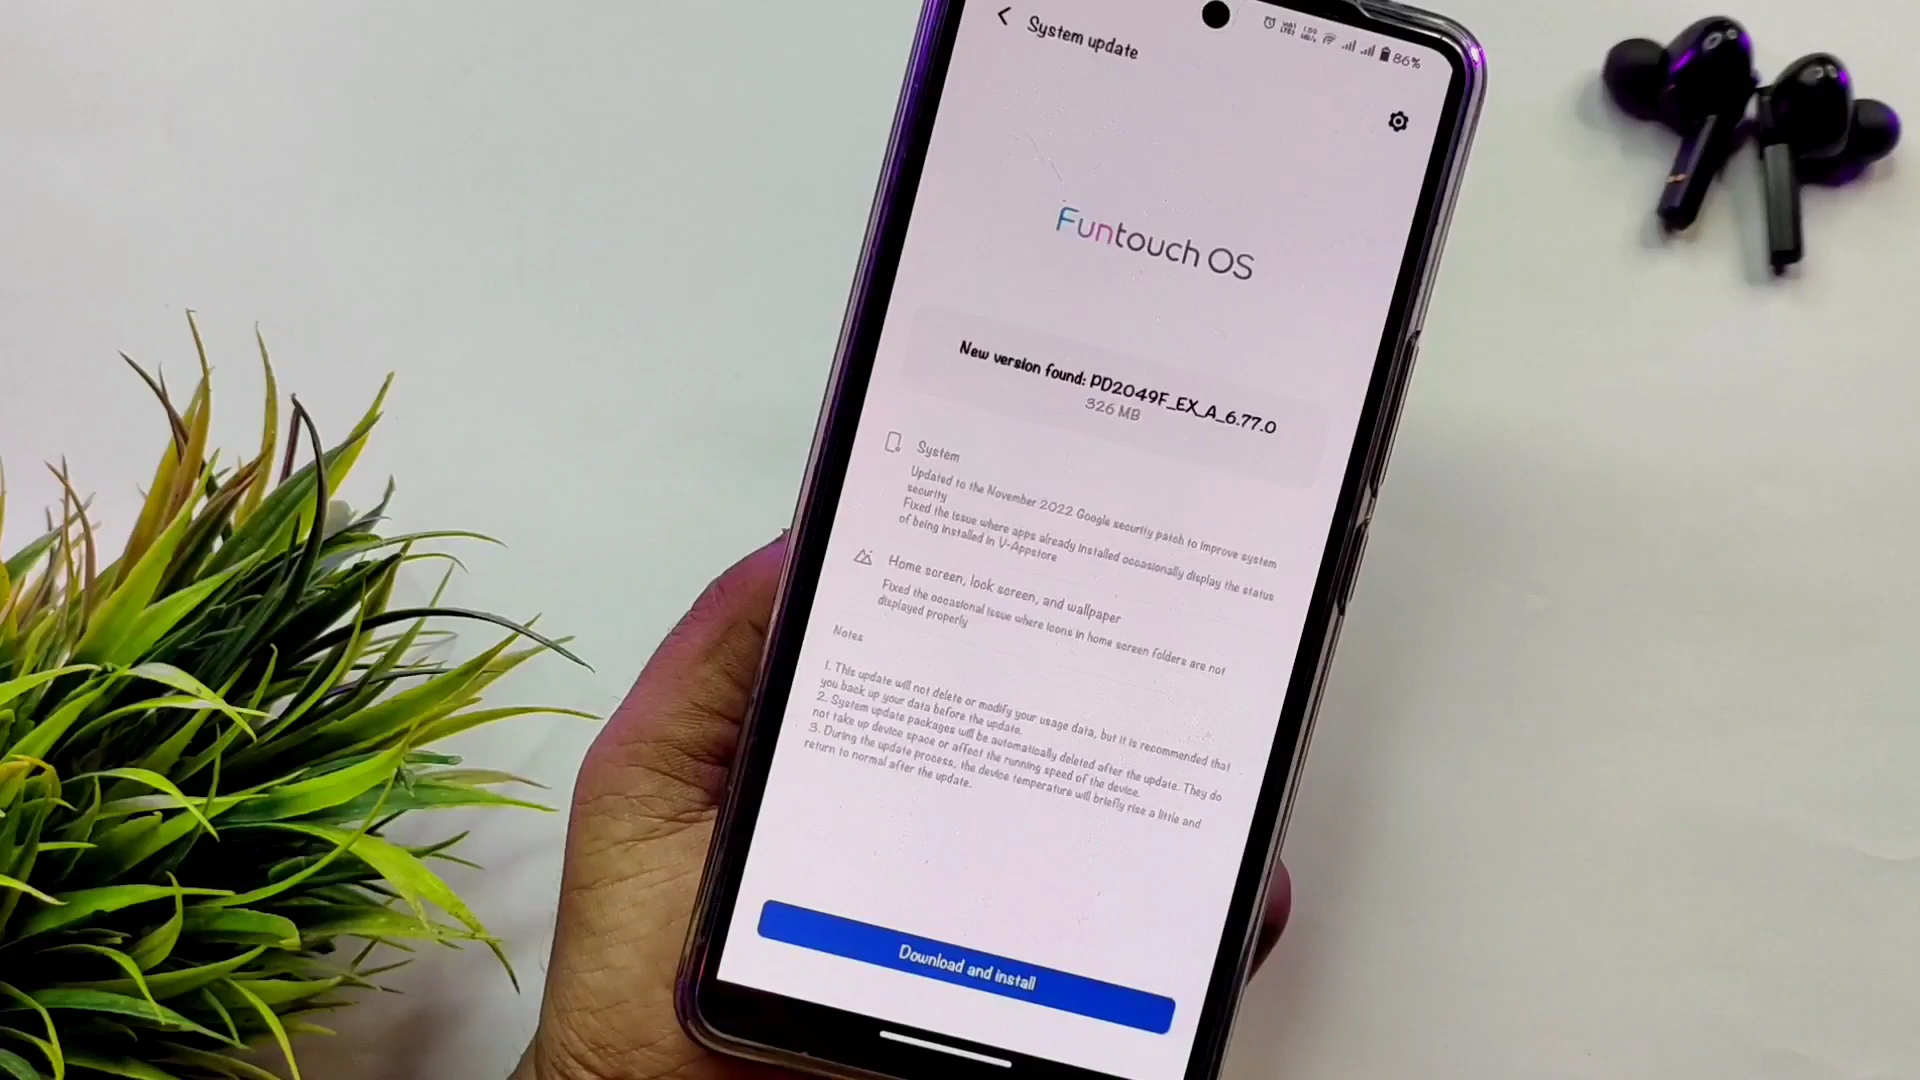 System update
VoLTE 1.59 MB/s 86%
Funtouch OS
New version found: PD2049F_EX_A_6.77.0
326 MB
System
Updated to the November 2022 Google security patch to improve system
security
Fixed the issue where apps already installed occasionally display the status
of being installed in V-Appstore
Home screen, lock screen, and wallpaper
Fixed the occasional issue where icons in home screen folders are not
displayed properly
Notes
1. This update will not delete or modify your usage data, but it is recommended that
you back up your data before the update.
2. System update packages will be automatically deleted after the update. They do
not take up device space or affect the running speed of the device.
3. During the update process, the device temperature will briefly rise a little and
return to normal after the update.
Download and install